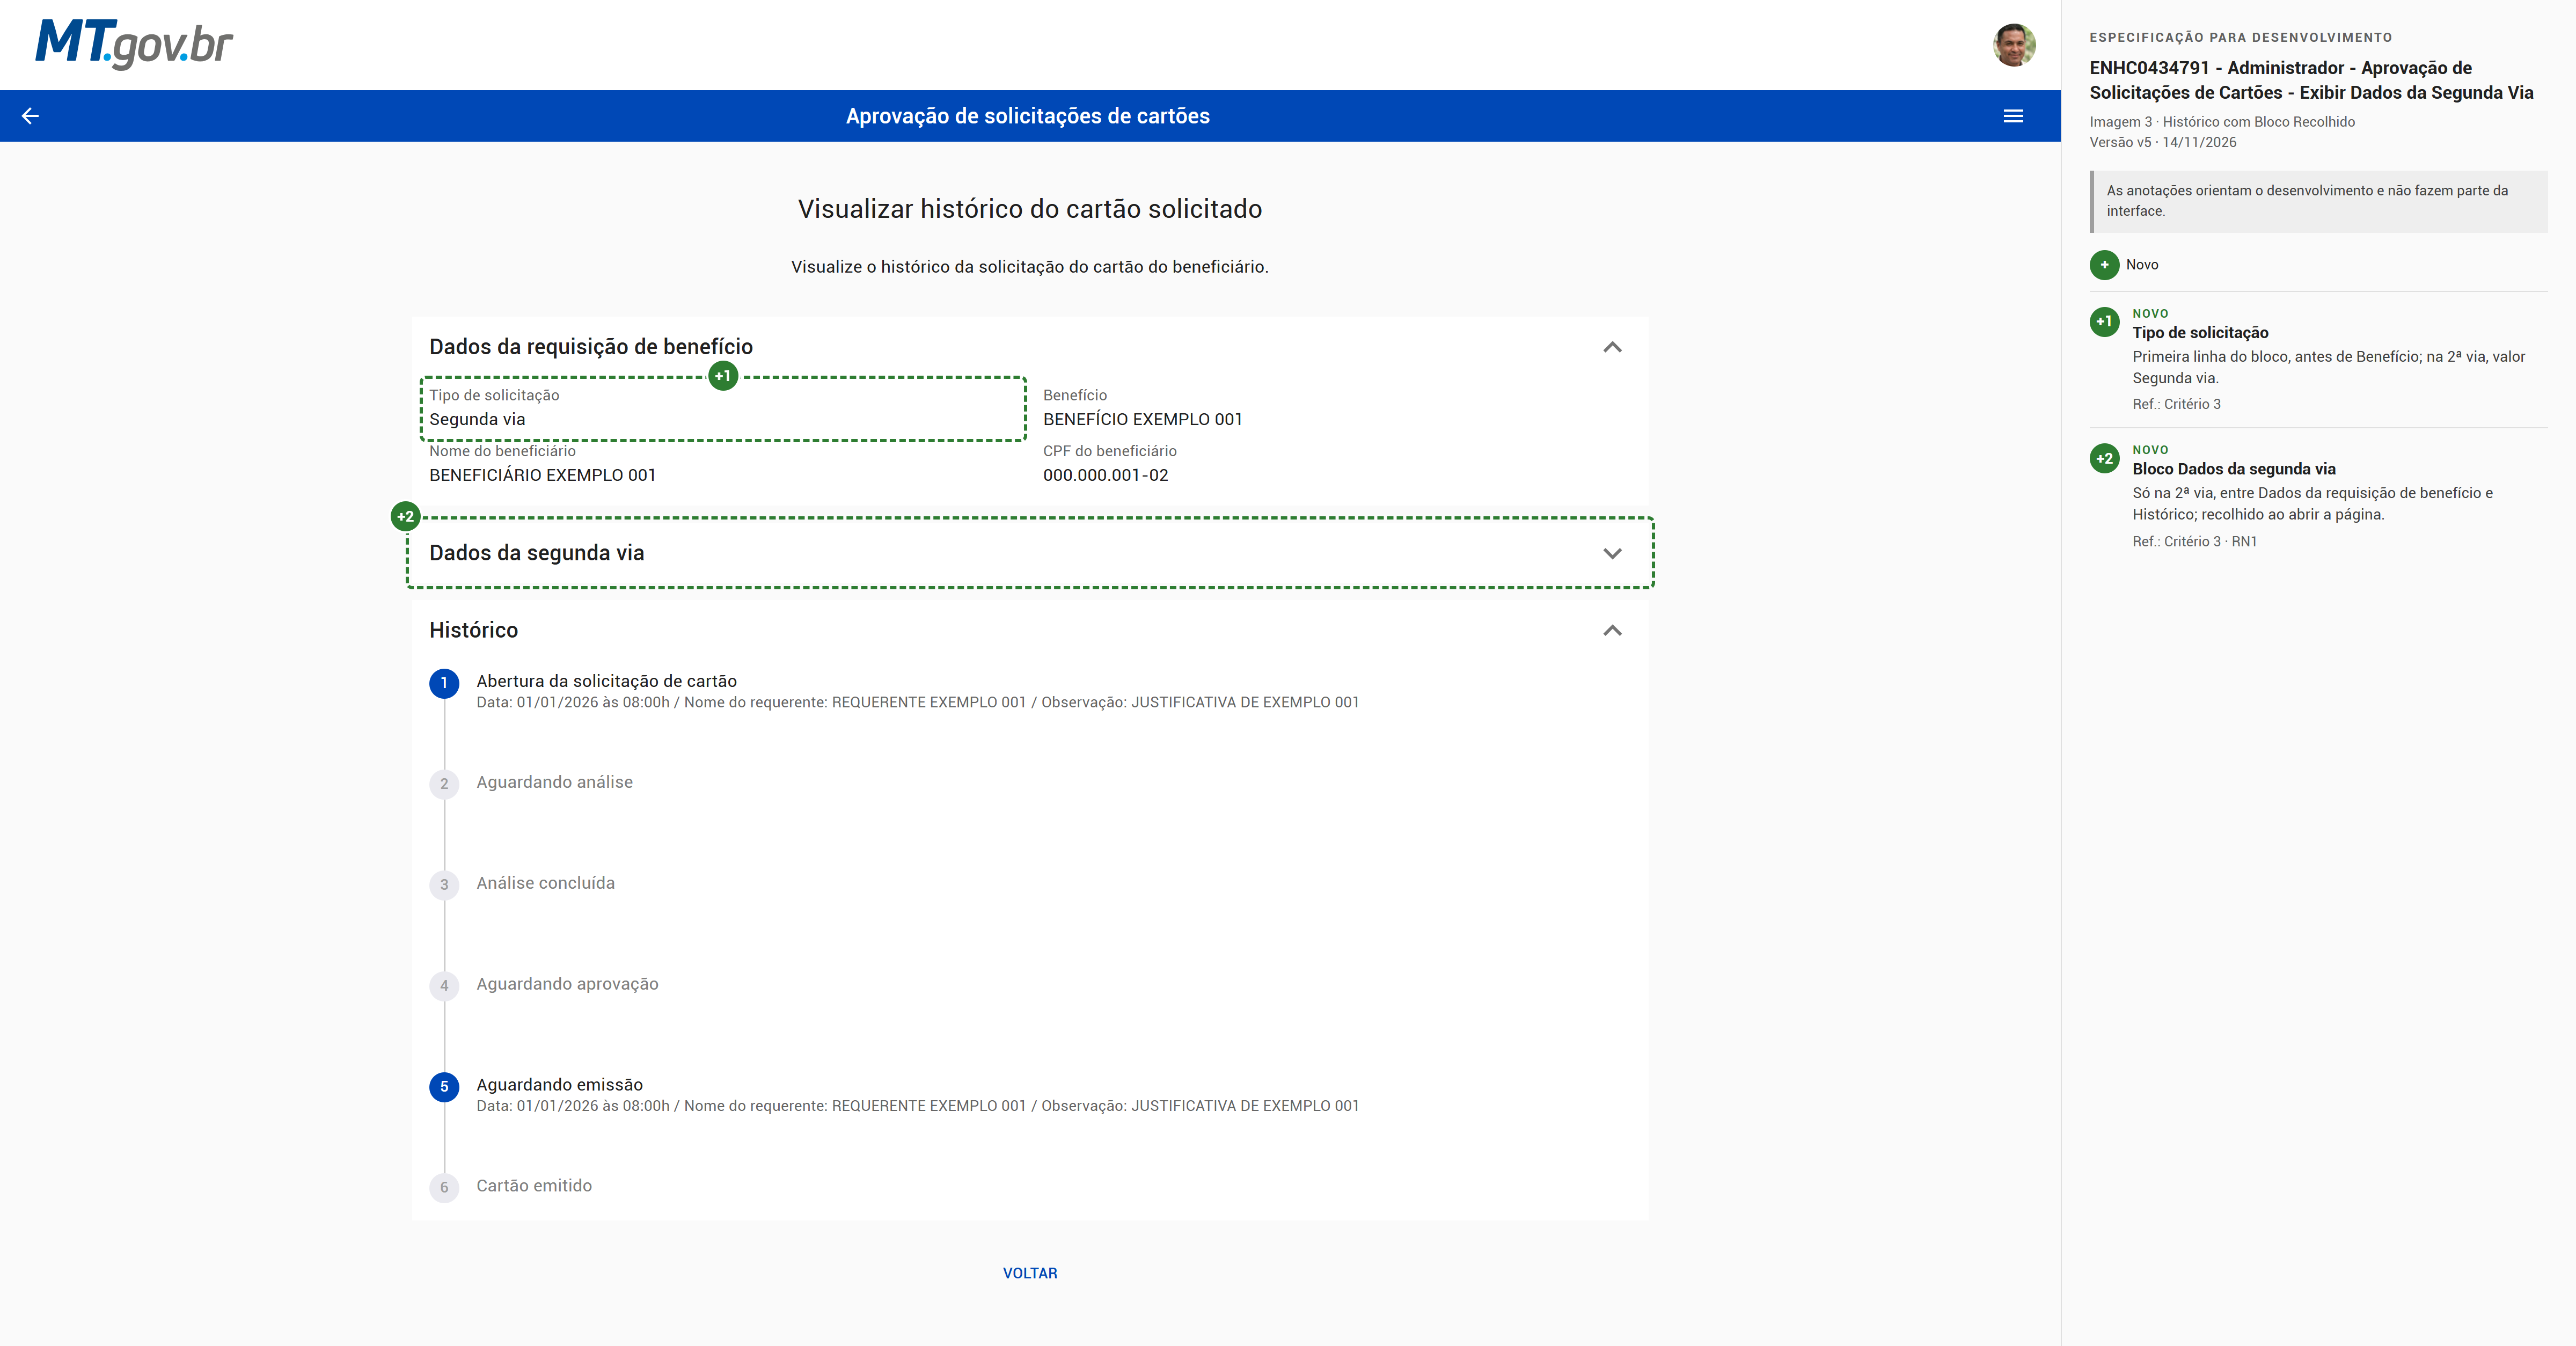 MT.gov.br
Aprovação de solicitações de cartões
Visualizar histórico do cartão solicitado
Visualize o histórico da solicitação do cartão do beneficiário.
Dados da requisição de benefício
+1
Tipo de solicitação
Segunda via
Benefício
BENEFÍCIO EXEMPLO 001
Nome do beneficiário
BENEFICIÁRIO EXEMPLO 001
CPF do beneficiário
000.000.001-02
+2
Dados da segunda via
Histórico
1
Abertura da solicitação de cartão
Data: 01/01/2026 às 08:00h / Nome do requerente: REQUERENTE EXEMPLO 001 / Observação: JUSTIFICATIVA DE EXEMPLO 001
2
Aguardando análise
3
Análise concluída
4
Aguardando aprovação
5
Aguardando emissão
Data: 01/01/2026 às 08:00h / Nome do requerente: REQUERENTE EXEMPLO 001 / Observação: JUSTIFICATIVA DE EXEMPLO 001
6
Cartão emitido
VOLTAR
ESPECIFICAÇÃO PARA DESENVOLVIMENTO
ENHC0434791 - Administrador - Aprovação de
Solicitações de Cartões - Exibir Dados da Segunda Via
Imagem 3 · Histórico com Bloco Recolhido
Versão v5 · 14/11/2026
As anotações orientam o desenvolvimento e não fazem parte da
interface.
+ Novo
+1
NOVO
Tipo de solicitação
Primeira linha do bloco, antes de Benefício; na 2ª via, valor
Segunda via.
Ref.: Critério 3
+2
NOVO
Bloco Dados da segunda via
Só na 2ª via, entre Dados da requisição de benefício e
Histórico; recolhido ao abrir a página.
Ref.: Critério 3 · RN1